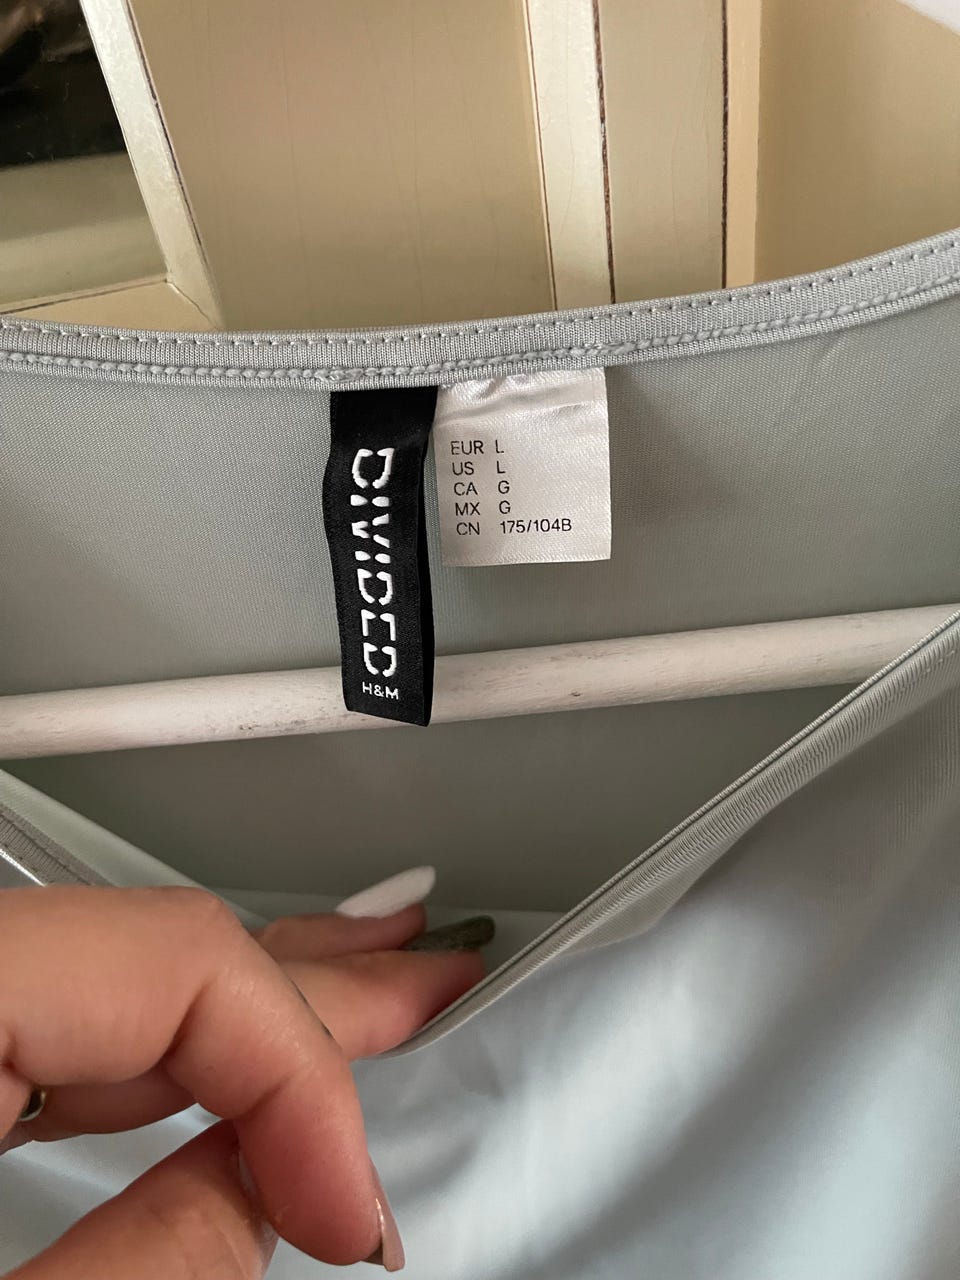 DIVIDED
H&M
EUR L
US L
CA G
MX G
CN 175/104B